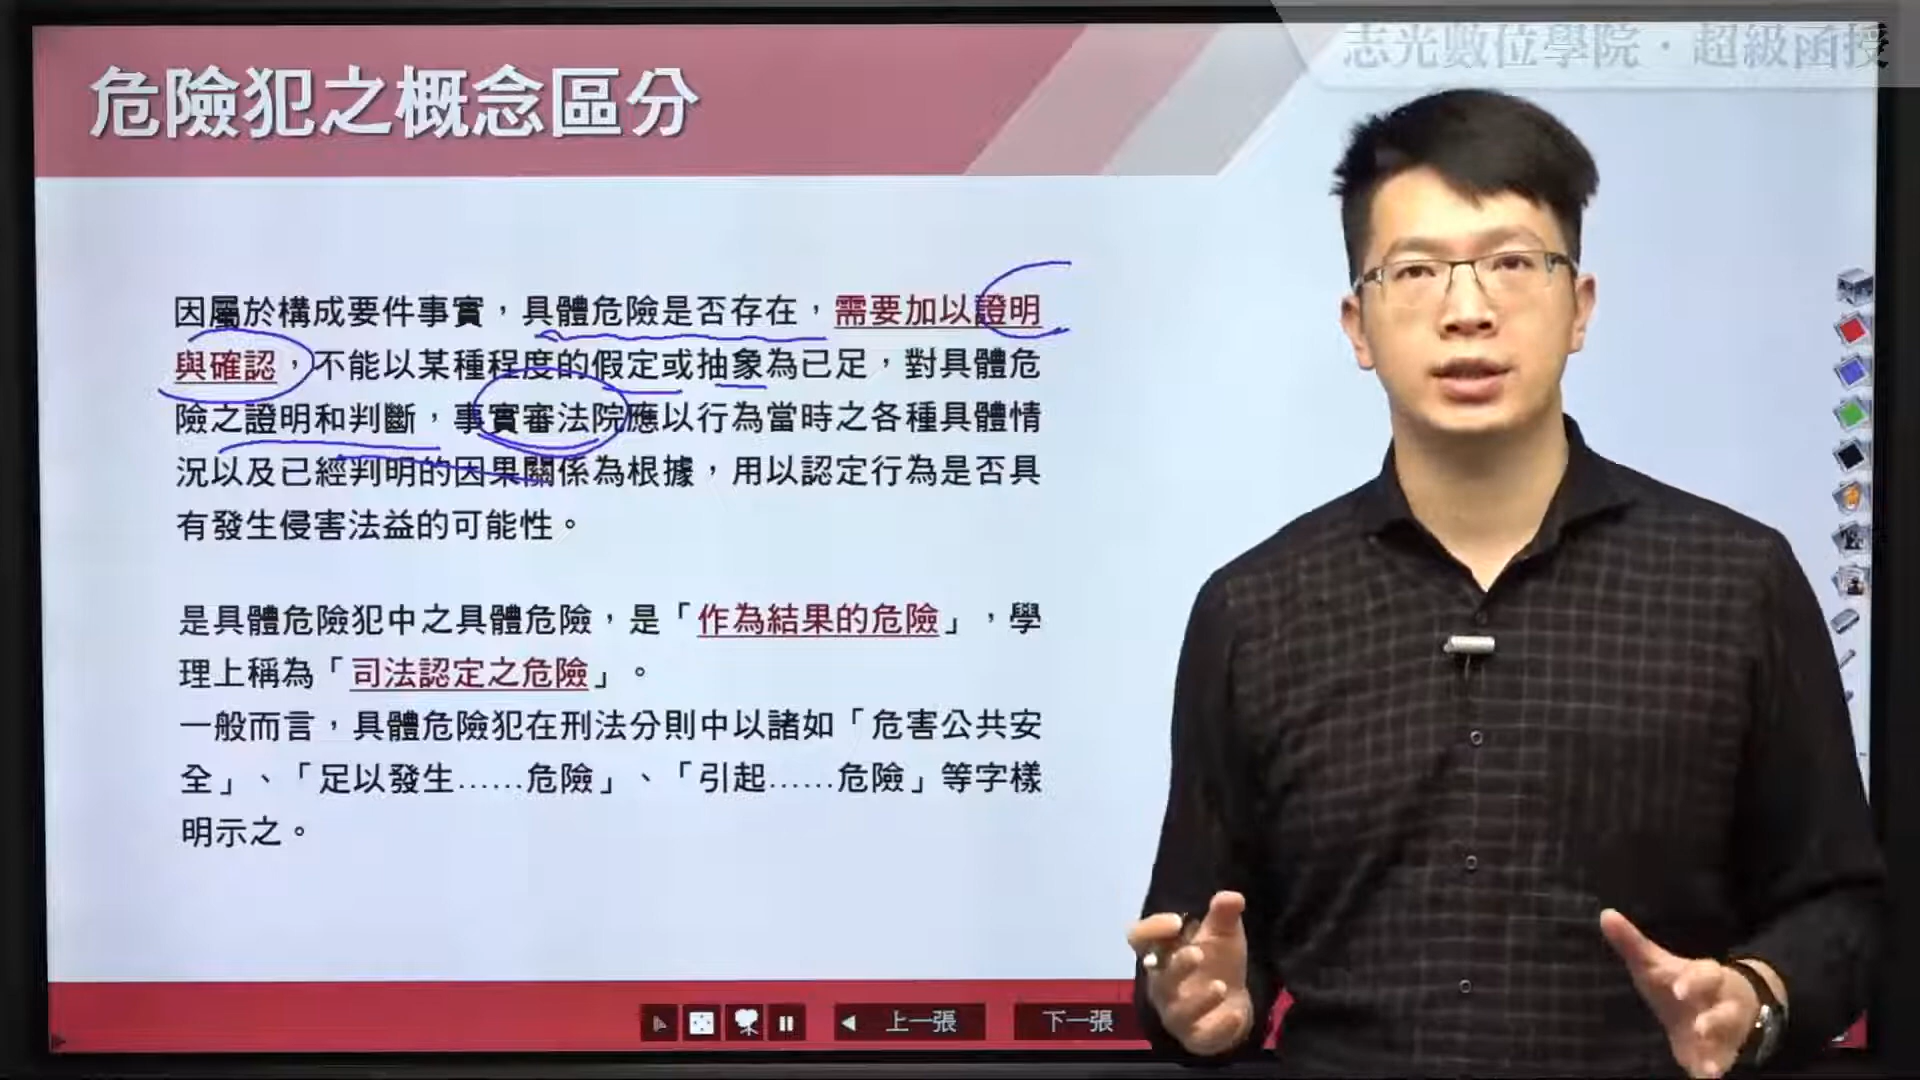 志光數位學院·超級函授
危險犯之概念區分
因屬於構成要件事實，具體危險是否存在，需要加以證明
與確認，不能以某種程度的假定或抽象為已足，對具體危
險之證明和判斷，事實審法院應以行為當時之各種具體情
況以及已經判明的因果關係為根據，用以認定行為是否具
有發生侵害法益的可能性。
是具體危險犯中之具體危險，是「作為結果的危險」，學
理上稱為「司法認定之危險」。
一般而言，具體危險犯在刑法分則中以諸如「危害公共安
全」、「足以發生……危險」、「引起……危險」等字樣
明示之。
上一張
下一張